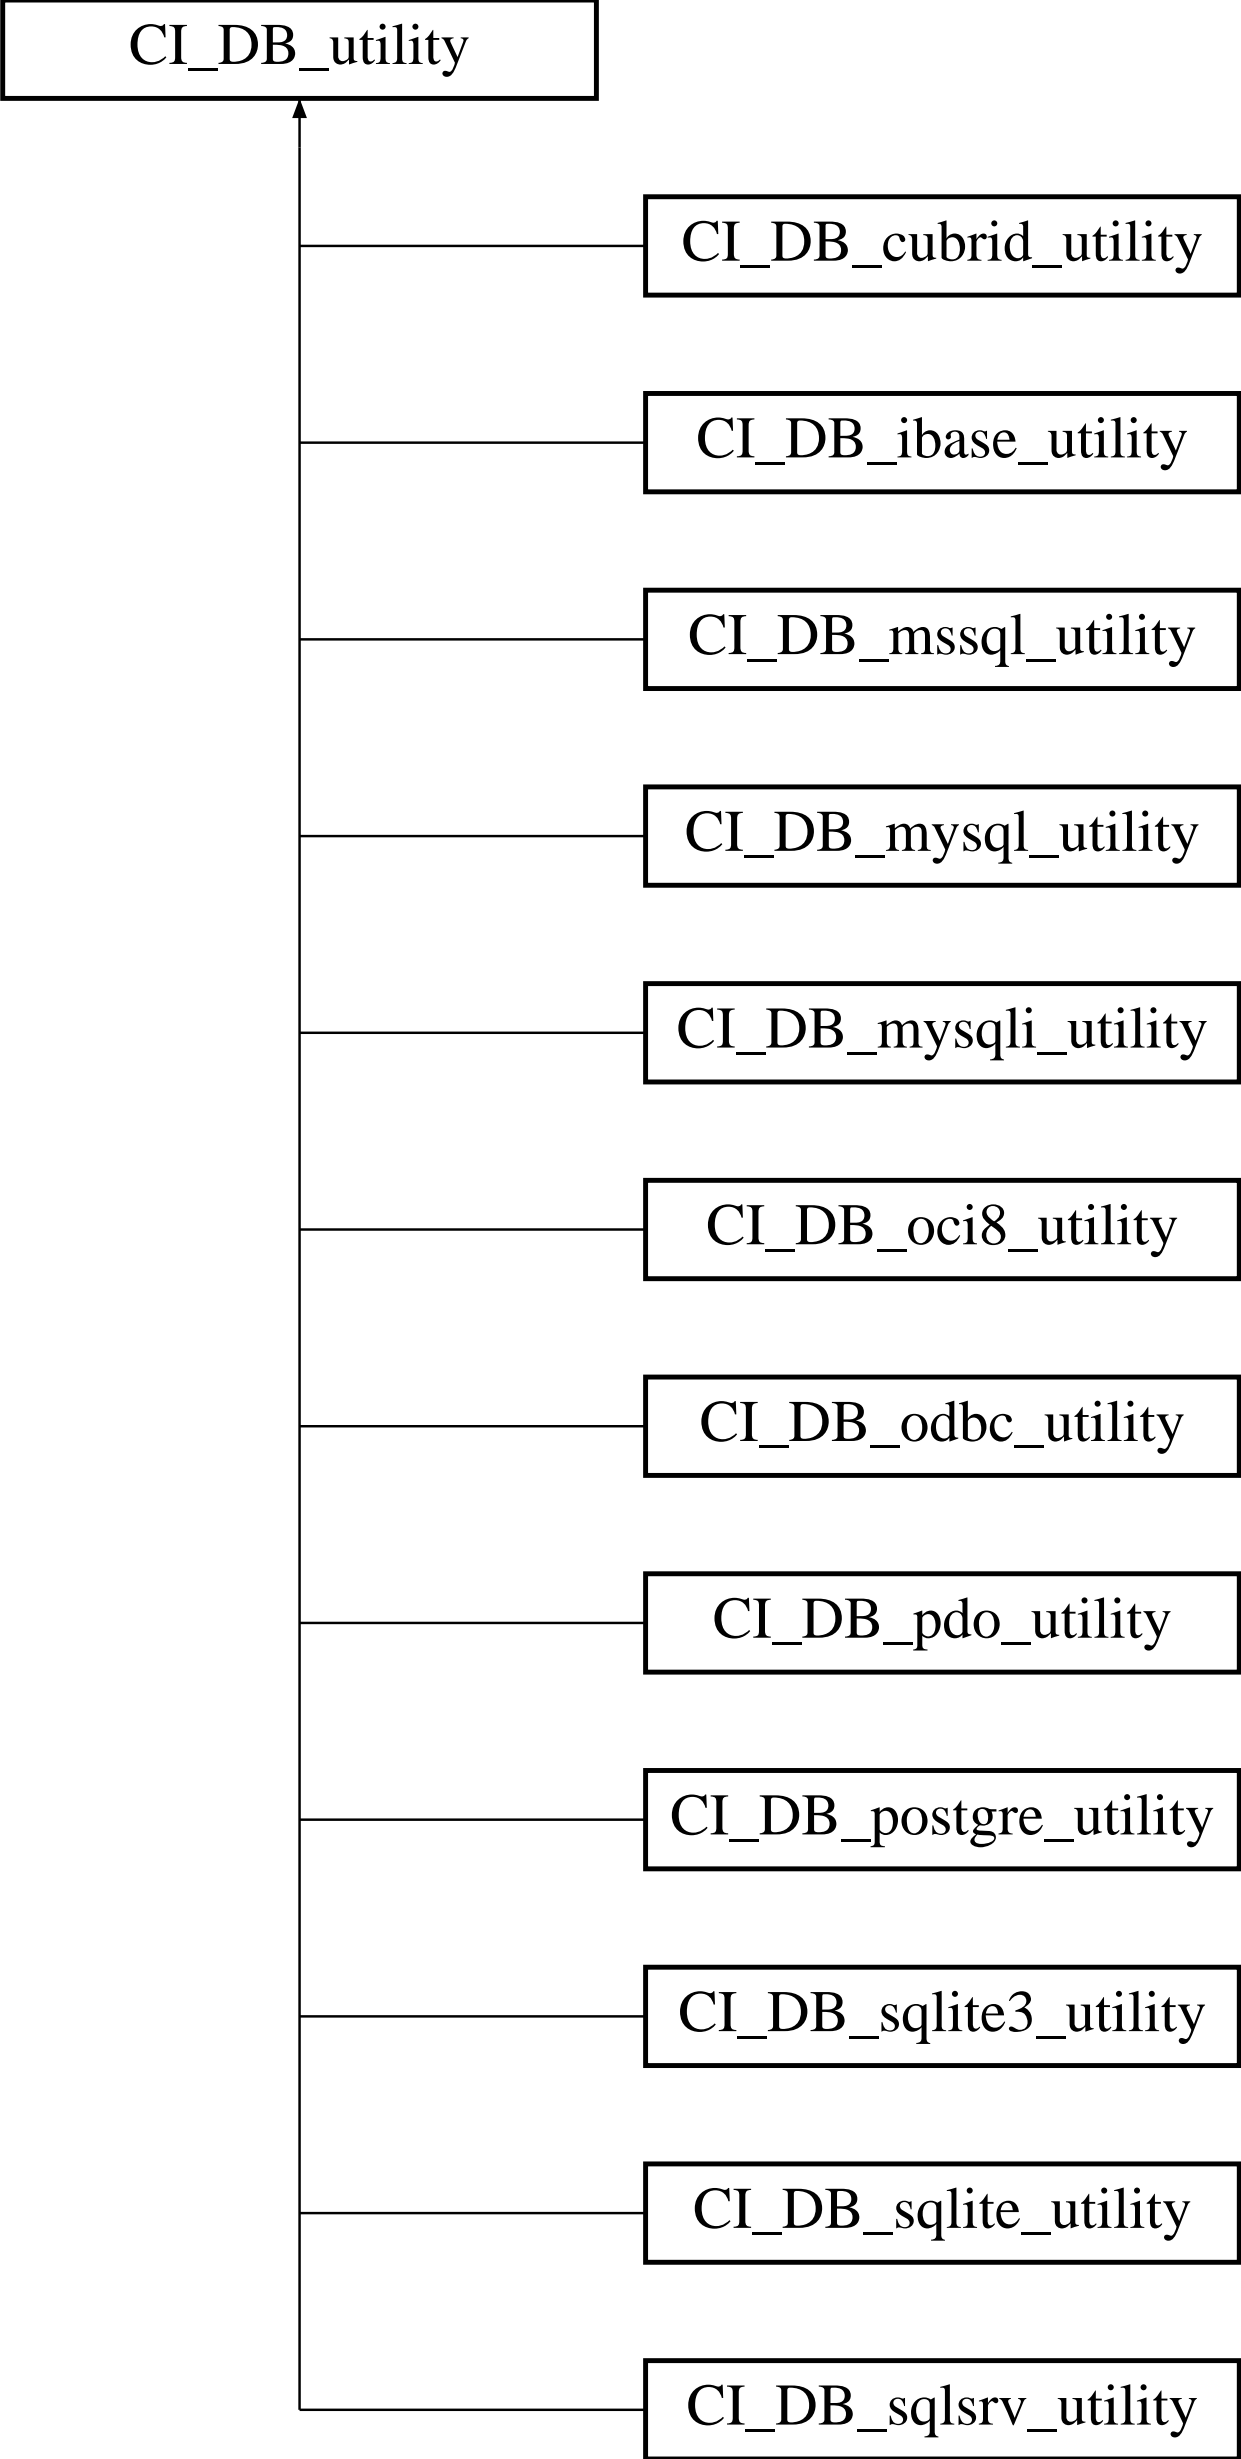 CI_DB_utility
CI_DB_cubrid_utility
CI_DB_ibase_utility
CI_DB_mssql_utility
CI_DB_mysql_utility
CI_DB_mysqli_utility
CI_DB_oci8_utility
CI_DB_odbc_utility
CI_DB_pdo_utility
CI_DB_postgre_utility
CI_DB_sqlite3_utility
CI_DB_sqlite_utility
CI_DB_sqlsrv_utility